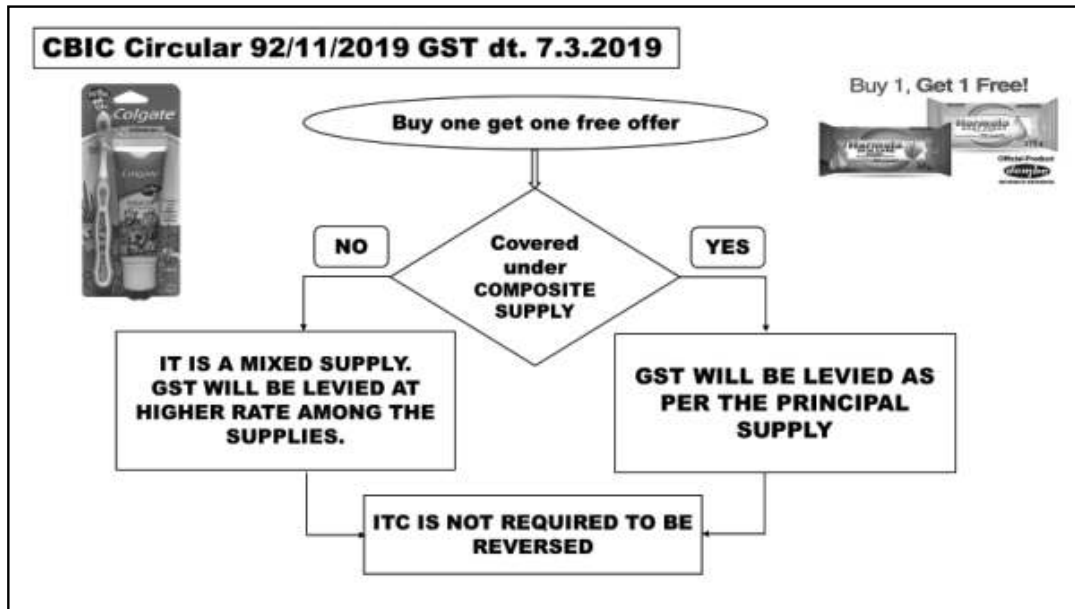 CBIC Circular 92/11/2019 GST dt. 7.3.2019
Colgate
Buy 1, Get 1 Free!
Buy one get one free offer
Official Product
NO
Covered
under
COMPOSITE
SUPPLY
YES
IT IS A MIXED SUPPLY.
GST WILL BE LEVIED AT
HIGHER RATE AMONG THE
SUPPLIES.
GST WILL BE LEVIED AS
PER THE PRINCIPAL
SUPPLY
ITC IS NOT REQUIRED TO BE
REVERSED